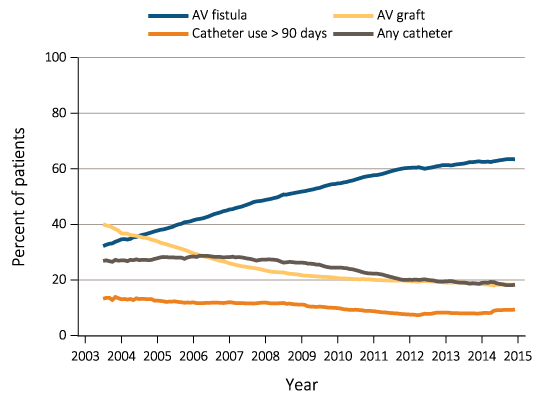 AV fistula AV graft
Catheter use > 90 days Any catheter
100
80
60
40
20
0
Percent of patients
2003 2004 2005 2006 2007 2008 2009 2010 2011 2012 2013 2014 2015
Year